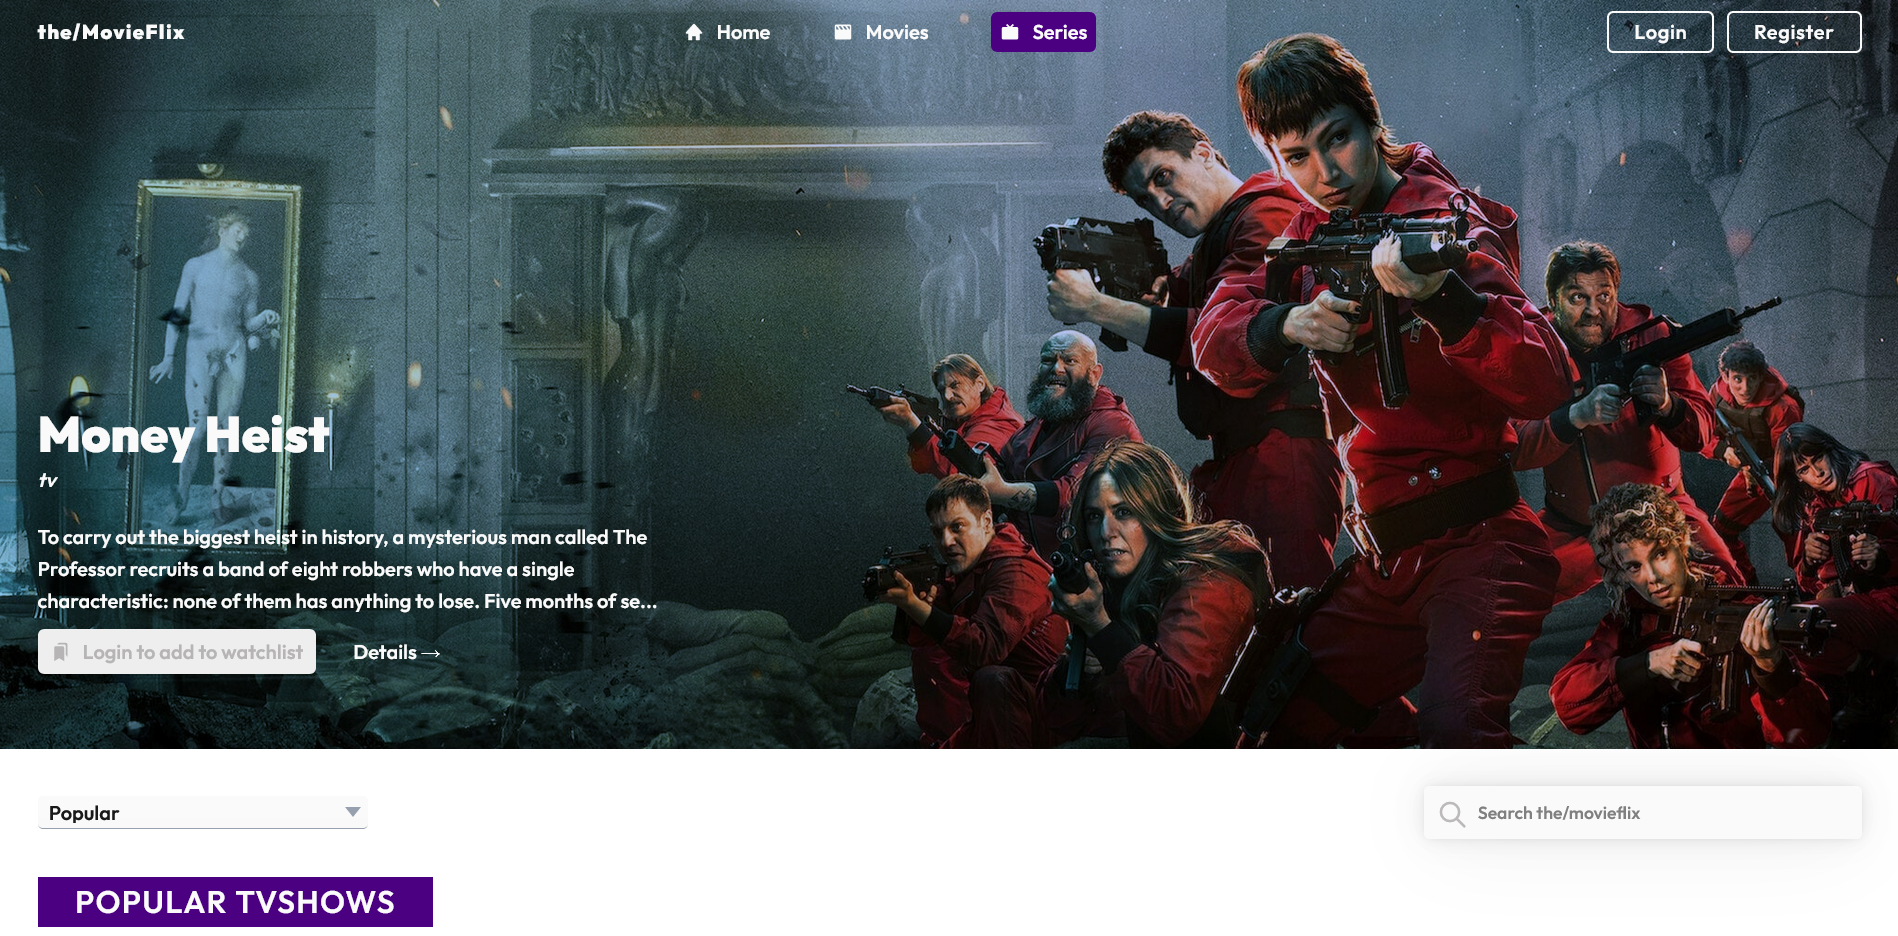 the/MovieFlix
Home
Movies
Series
Login
Register
Money Heist
tv
To carry out the biggest heist in history, a mysterious man called The
Professor recruits a band of eight robbers who have a single
characteristic: none of them has anything to lose. Five months of se...
Login to add to watchlist
Details →
Popular
Search the/movieflix
POPULAR TVSHOWS